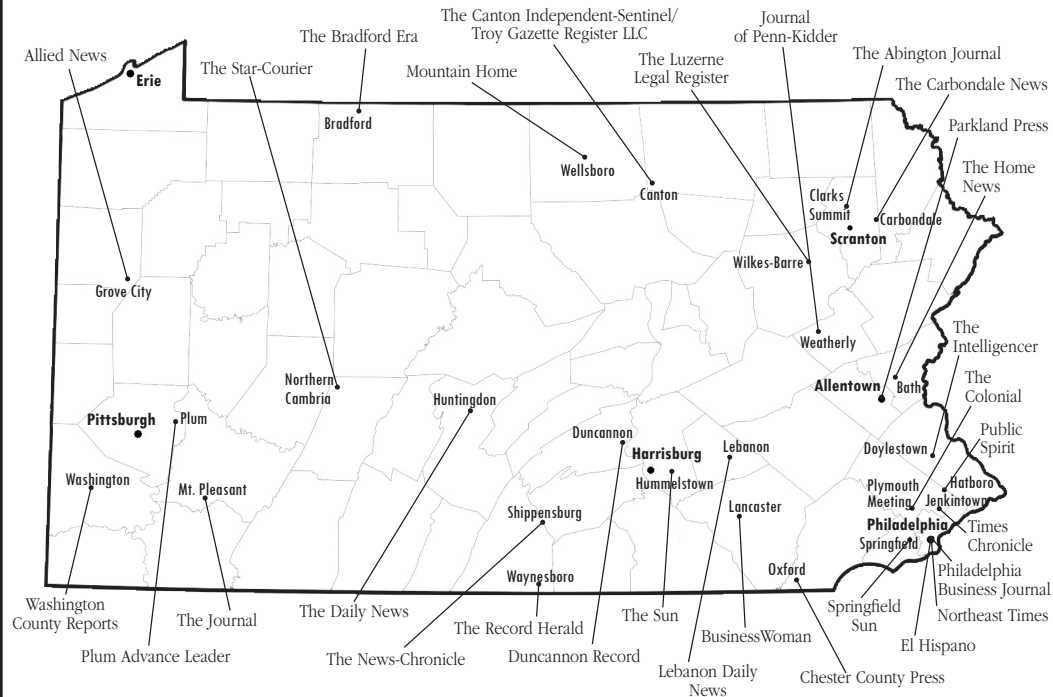 The Canton Independent-Sentinel/
Troy Gazette Register LLC
Journal
of Penn-Kidder
The Bradford Era
Allied News
The Star-Courier
Mountain Home
The Luzerne
Legal Register
The Abington Journal
The Carbondale News
Parkland Press
The Home
News
Erie
Bradford
Wellsboro
Canton
Clarks
Summit
Carbondale
Scranton
Wilkes-Barre
Grove City
Weatherly
The
Intelligencer
Northern
Cambria
Huntingdon
Allentown
Bath
The
Colonial
Pittsburgh
Plum
Duncannon
Harrisburg
Hummelstown
Lebanon
Doylestown
Public
Spirit
Washington
Mt. Pleasant
Shippensburg
Lancaster
Plymouth
Meeting
Hatboro
Jenkintown
Philadelphia
Springfield
Times
Chronicle
Waynesboro
Oxford
Philadelphia
Business Journal
Washington
County Reports
The Journal
The Daily News
The Record Herald
The Sun
BusinessWoman
Springfield
Sun
Northeast Times
El Hispano
Plum Advance Leader
The News-Chronicle
Duncannon Record
Lebanon Daily
News
Chester County Press